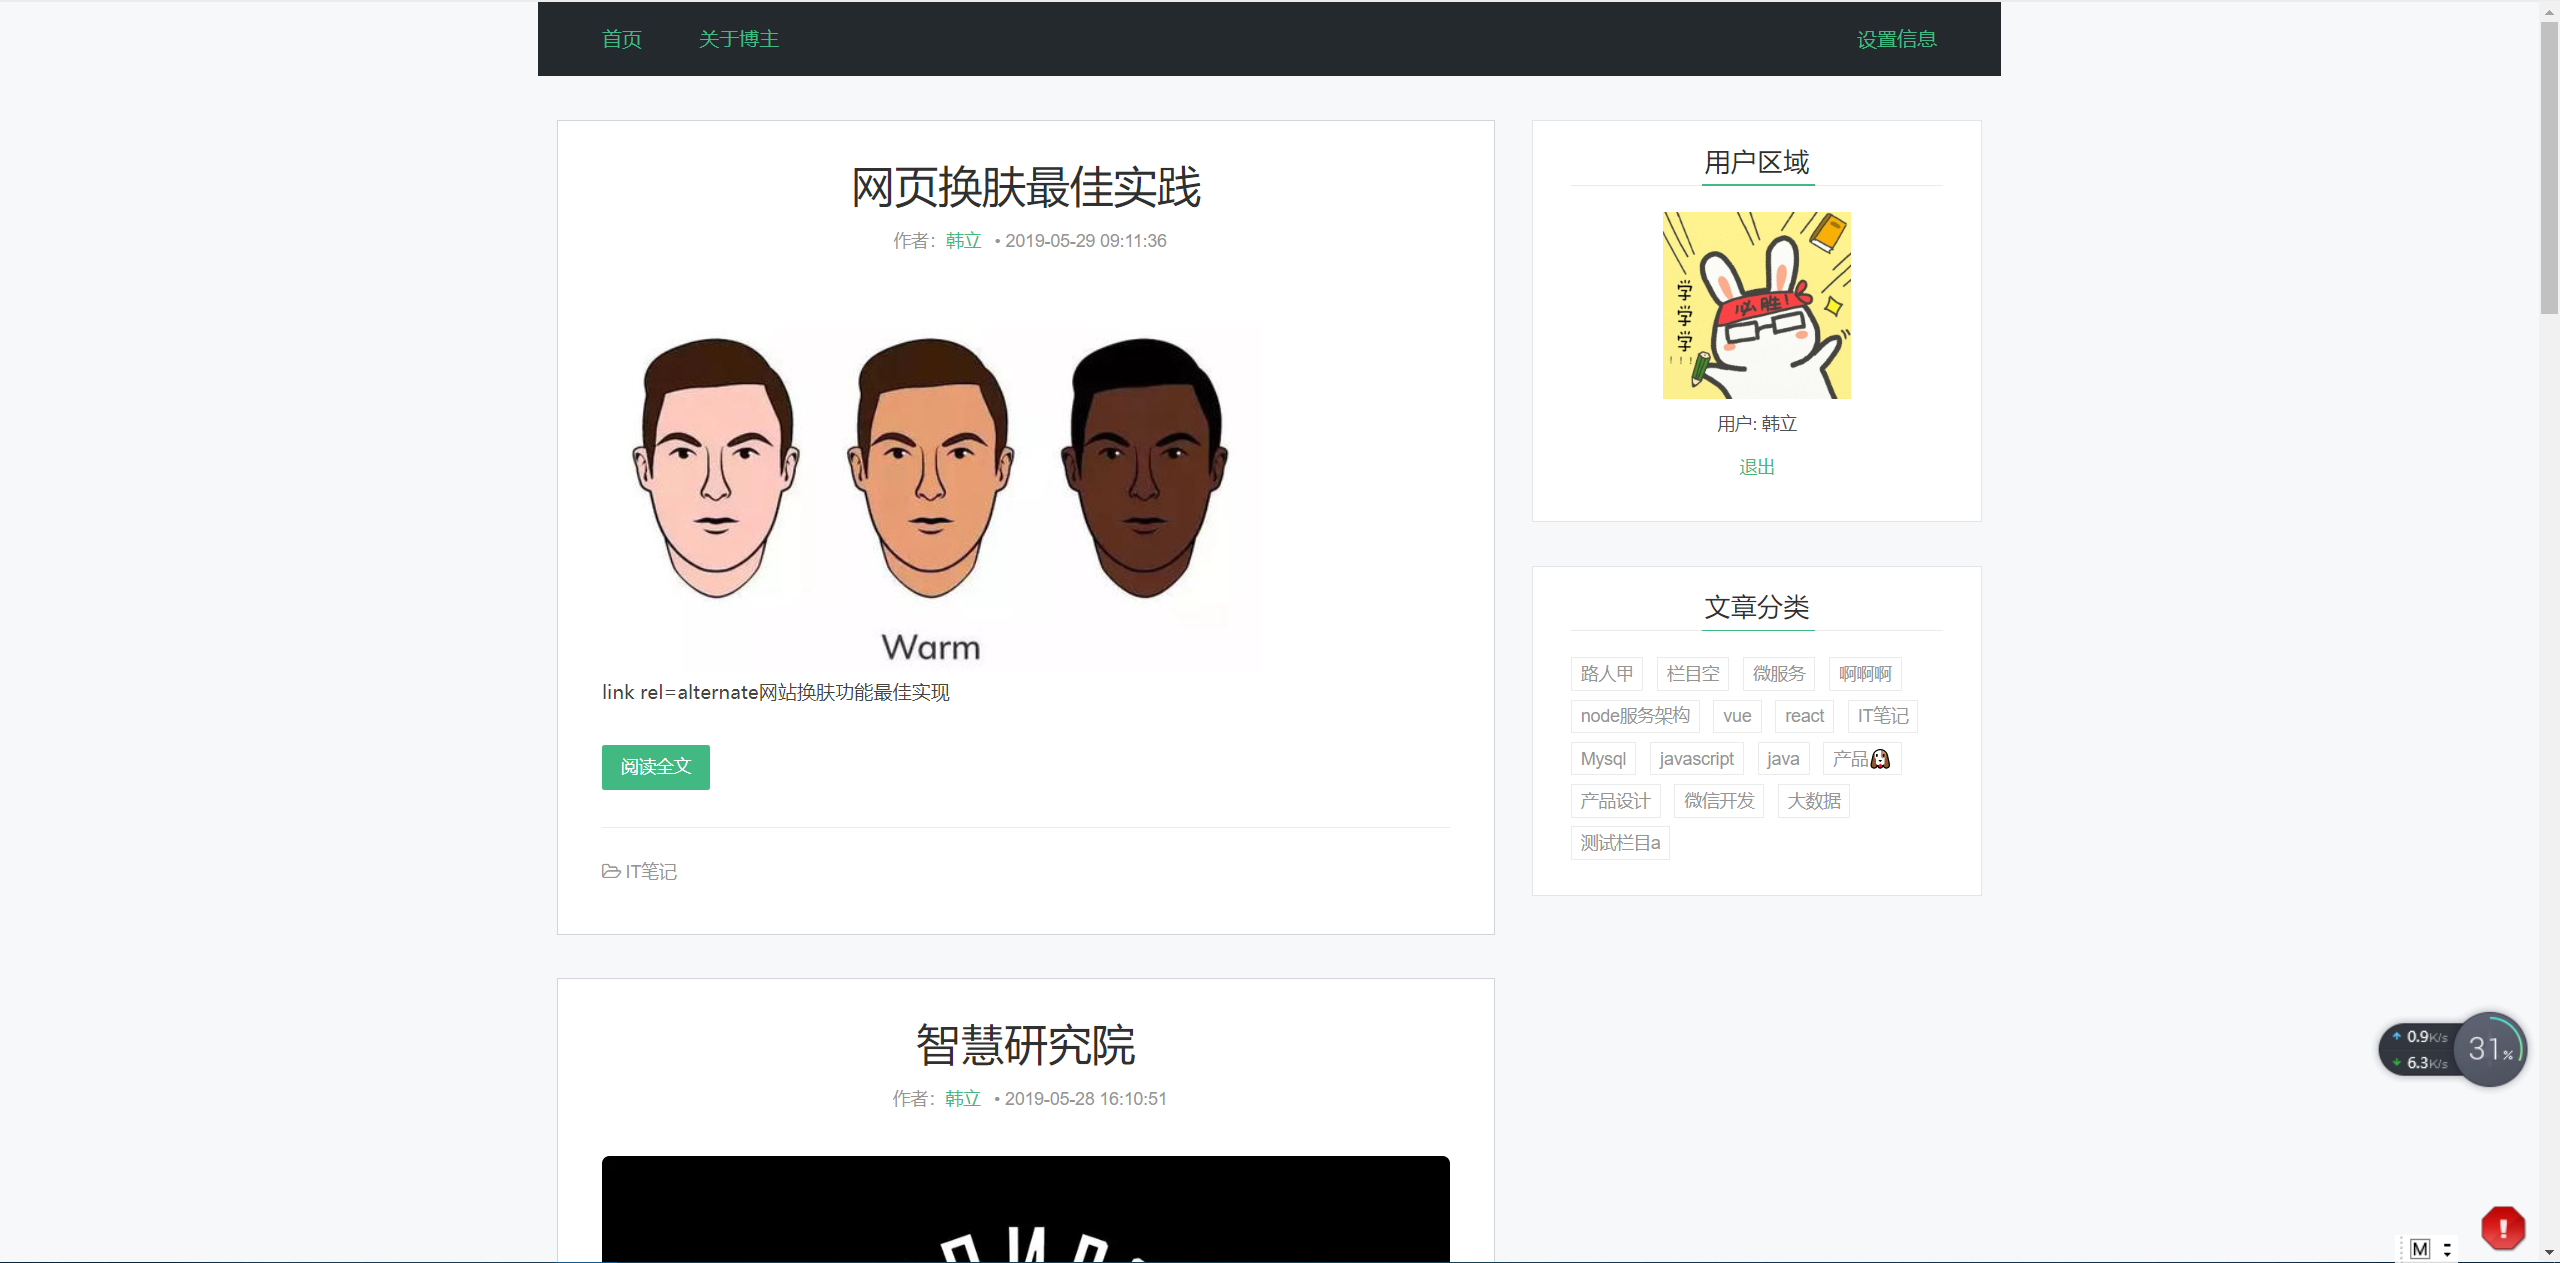 首页 关于博主 设置信息
网页换肤最佳实践
作者：韩立 • 2019-05-29 09:11:36
Warm
link rel=alternate网站换肤功能最佳实现
阅读全文
IT笔记
智慧研究院
作者：韩立 • 2019-05-28 16:10:51
用户区域
必胜!
学
学
学
!!!
用户: 韩立
退出
文章分类
路人甲 栏目空 微服务 啊啊啊
node服务架构 vue react IT笔记
Mysql javascript java 产品
产品设计 微信开发 大数据
测试栏目a
0.9K/s
6.3K/s
31%
M